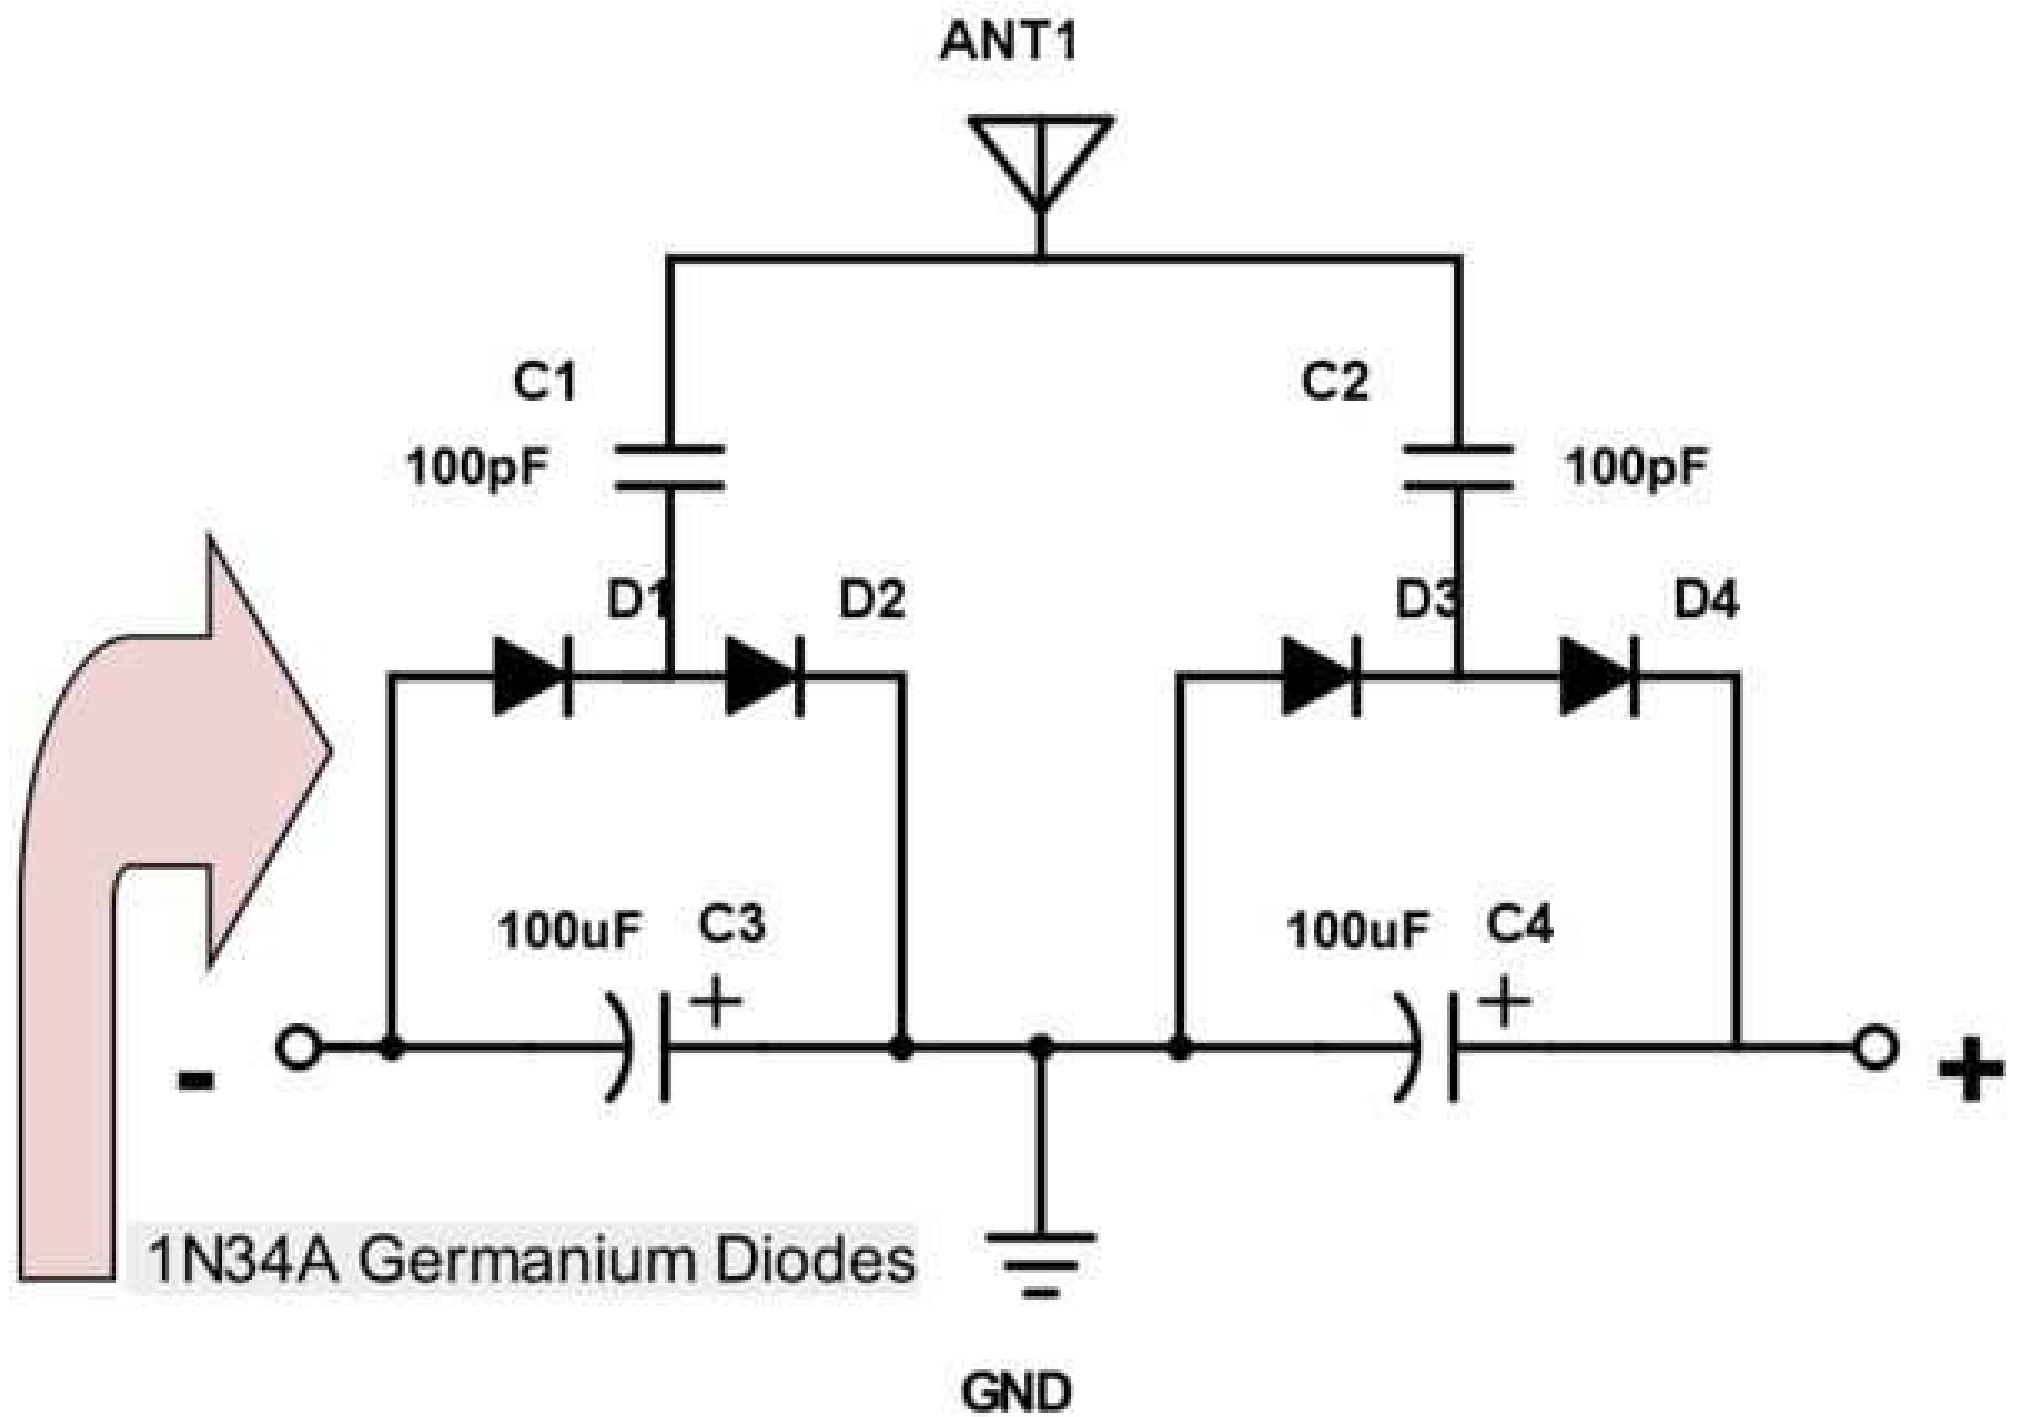 ANT1
C1
C2
100pF
100pF
D1
D2
D3
D4
100uF
C3
100uF
C4
+
+
-
+
1N34A Germanium Diodes
GND